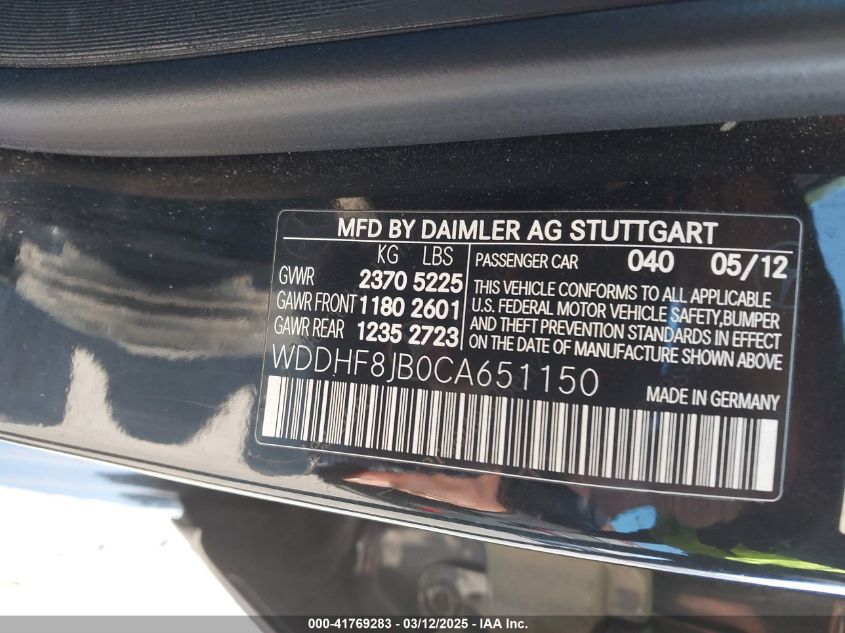 MFD BY DAIMLER AG STUTTGART
KG LBS
GVWR 2370 5225
GAWR FRONT 1180 2601
GAWR REAR 1235 2723
PASSENGER CAR 040 05/12
THIS VEHICLE CONFORMS TO ALL APPLICABLE
U.S. FEDERAL MOTOR VEHICLE SAFETY,BUMPER
AND THEFT PREVENTION STANDARDS IN EFFECT
ON THE DATE OF MANUFACTURE SHOWN ABOVE
WDDHF8JB0CA651150
MADE IN GERMANY
000-41769283 - 03/12/2025 - IAA Inc.